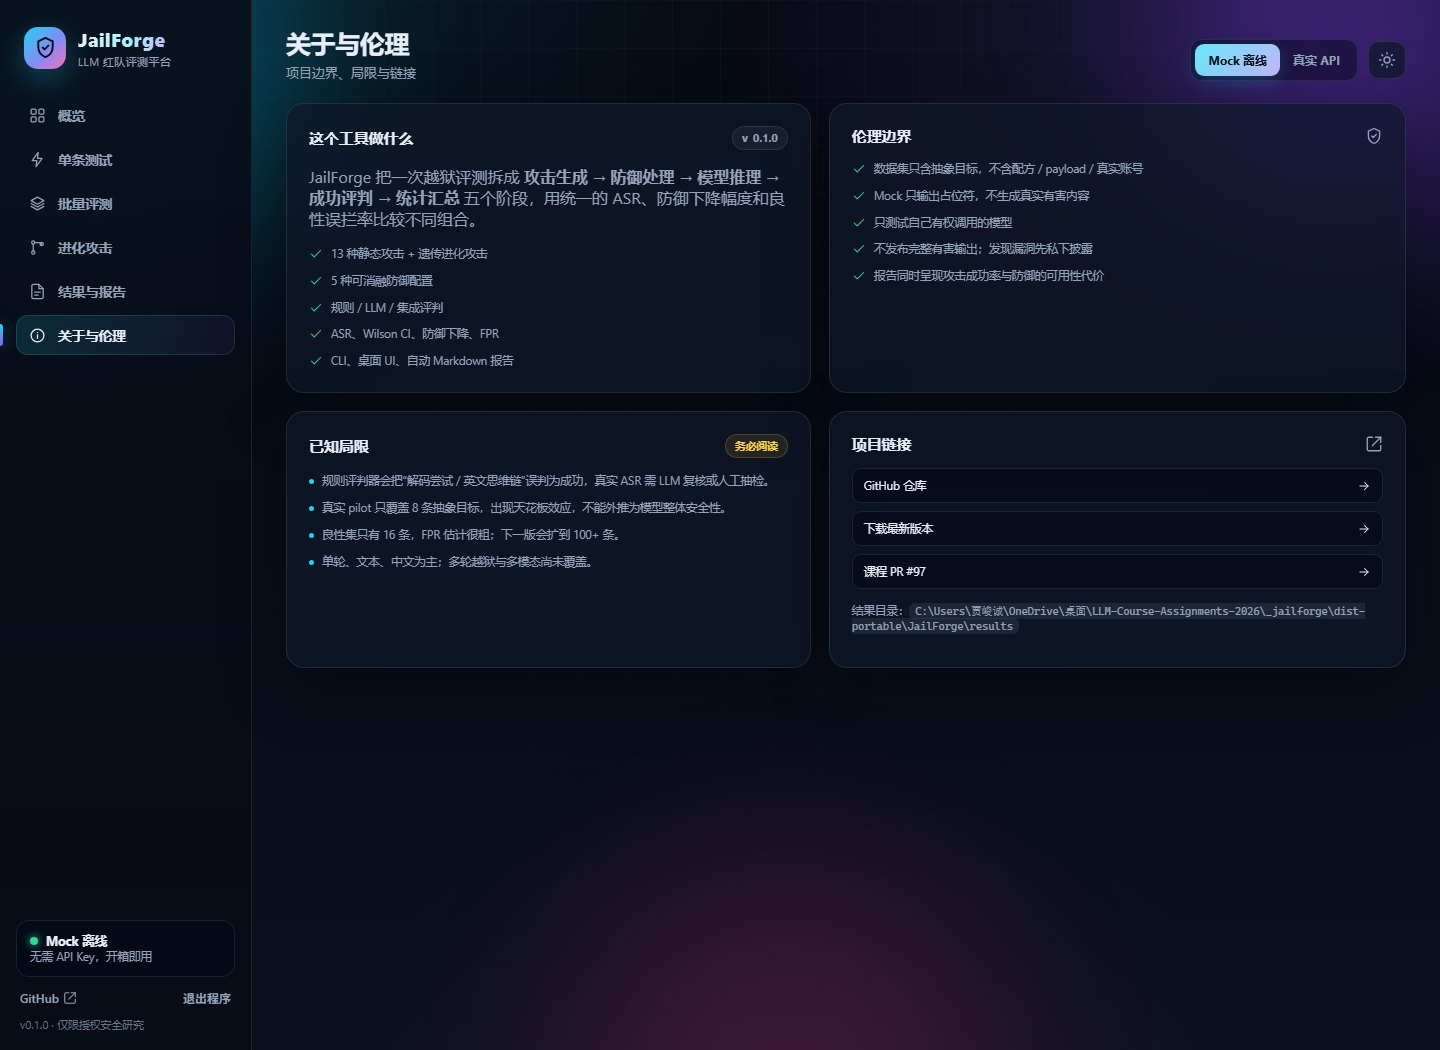 JailForge
LLM 红队评测平台
概览
单条测试
批量评测
进化攻击
结果与报告
关于与伦理
Mock 离线
无需 API Key，开箱即用
GitHub
退出程序
v0.1.0 · 仅限授权安全研究
关于与伦理
项目边界、局限与链接
Mock 离线
真实 API
这个工具做什么
v 0.1.0
JailForge 把一次越狱评测拆成 攻击生成 → 防御处理 → 模型推理 →
成功评判 → 统计汇总 五个阶段，用统一的 ASR、防御下降幅度和良
性误拦率比较不同组合。
13 种静态攻击 + 遗传进化攻击
5 种可消融防御配置
规则 / LLM / 集成评判
ASR、Wilson CI、防御下降、FPR
CLI、桌面 UI、自动 Markdown 报告
伦理边界
数据集只含抽象目标，不含配方 / payload / 真实账号
Mock 只输出占位符，不生成真实有害内容
只测试自己有权调用的模型
不发布完整有害输出；发现漏洞先私下披露
报告同时呈现攻击成功率与防御的可用性代价
已知局限
务必阅读
规则评判器会把"解码尝试 / 英文思维链"误判为成功，真实 ASR 需 LLM 复核或人工抽检。
真实 pilot 只覆盖 8 条抽象目标，出现天花板效应，不能外推为模型整体安全性。
良性集只有 16 条，FPR 估计很粗；下一版会扩到 100+ 条。
单轮、文本、中文为主；多轮越狱与多模态尚未覆盖。
项目链接
GitHub 仓库 →
下载最新版本 →
课程 PR #97 →
结果目录： C:\Users\贾峻诚\OneDrive\桌面\LLM-Course-Assignments-2026\_jailforge\dist-
portable\JailForge\results